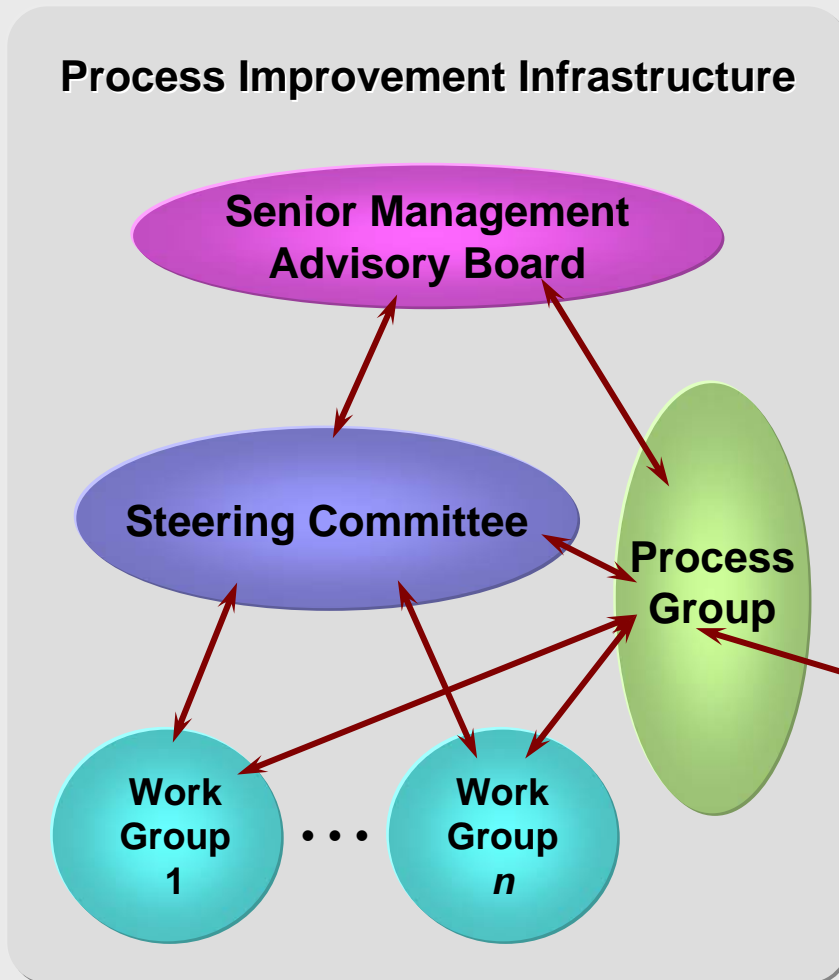 Process Improvement Infrastructure
Senior Management
Advisory Board
Steering Committee
Process
Group
Work
Group
1
• • •
Work
Group
n